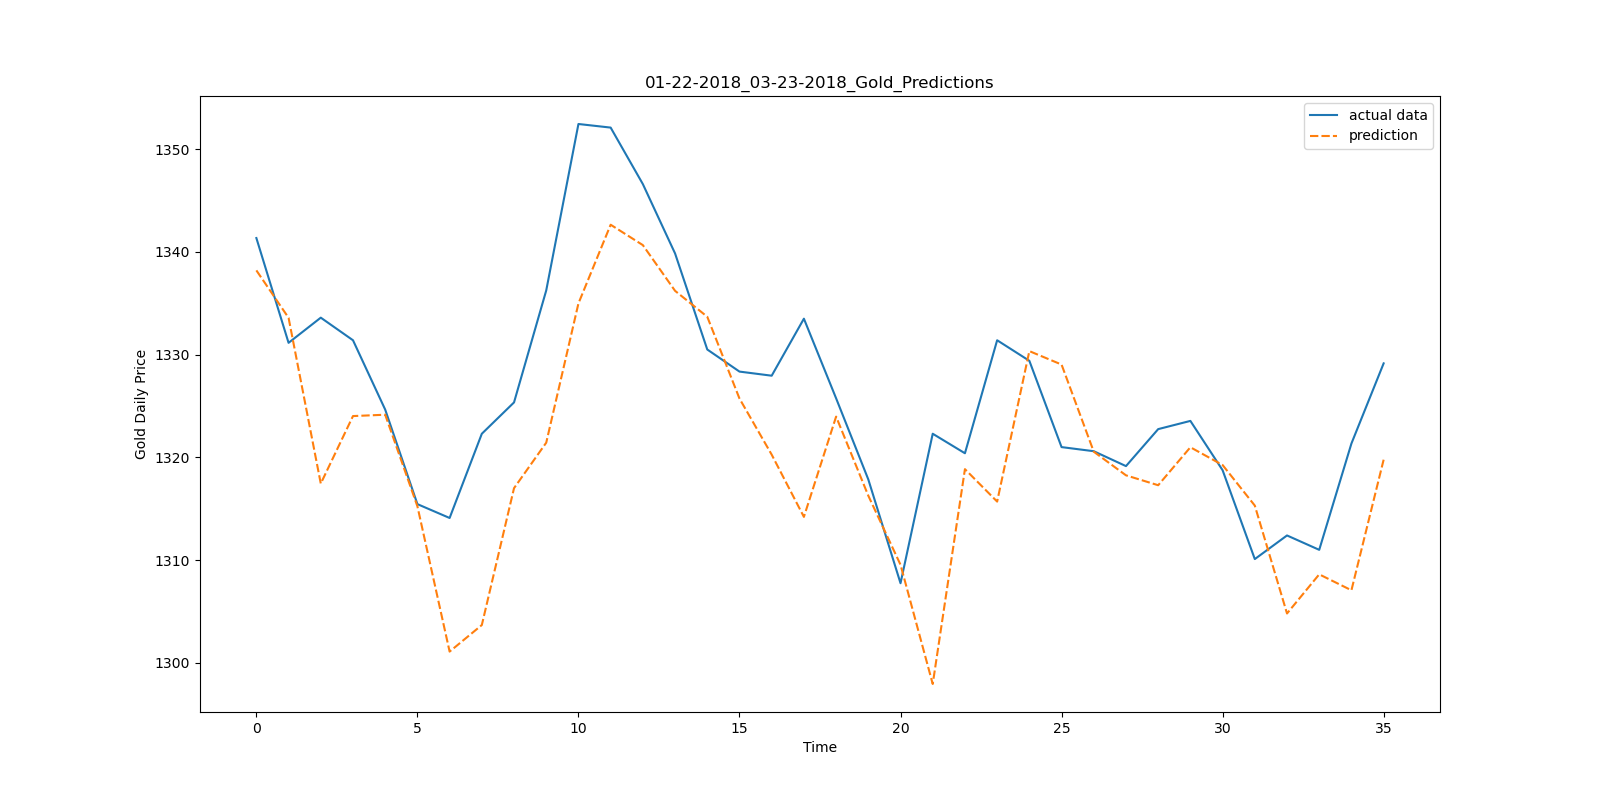 01-22-2018_03-23-2018_Gold_Predictions
actual data
prediction
Gold Daily Price
1350
1340
1330
1320
1310
1300
0 5 10 15 20 25 30 35
Time